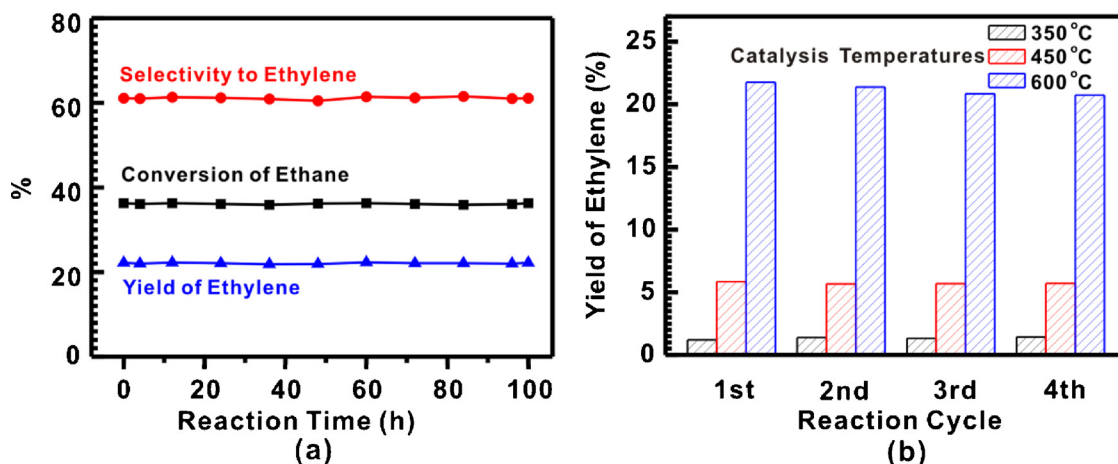 80
60
40
20
0
%
Selectivity to Ethylene
Conversion of Ethane
Yield of Ethylene
0 20 40 60 80 100
Reaction Time (h)
(a)
25
20
15
10
5
0
Yield of Ethylene (%)
Catalysis Temperatures
350 °C
450 °C
600 °C
1st 2nd 3rd 4th
Reaction Cycle
(b)